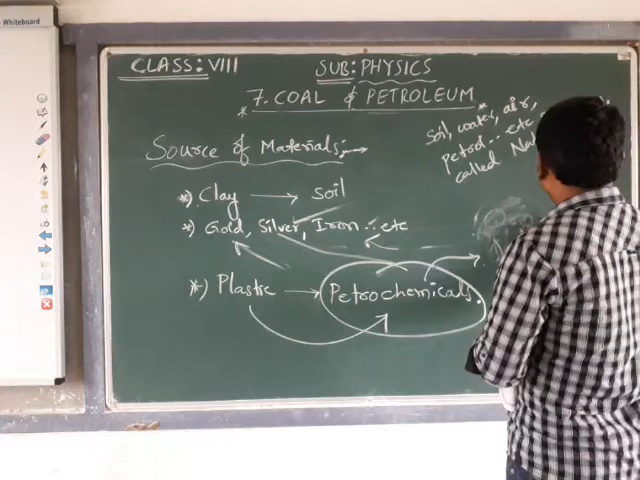 Whiteboard
CLASS: VIII
SUB: PHYSICS
* 7. COAL & PETROLEUM
Source of Materials:→
Soil, water, air,
petrol... etc
called
*) Clay → Soil
*) Gold, Silver, Iron... etc
*) Plastic → Petrochemicals.